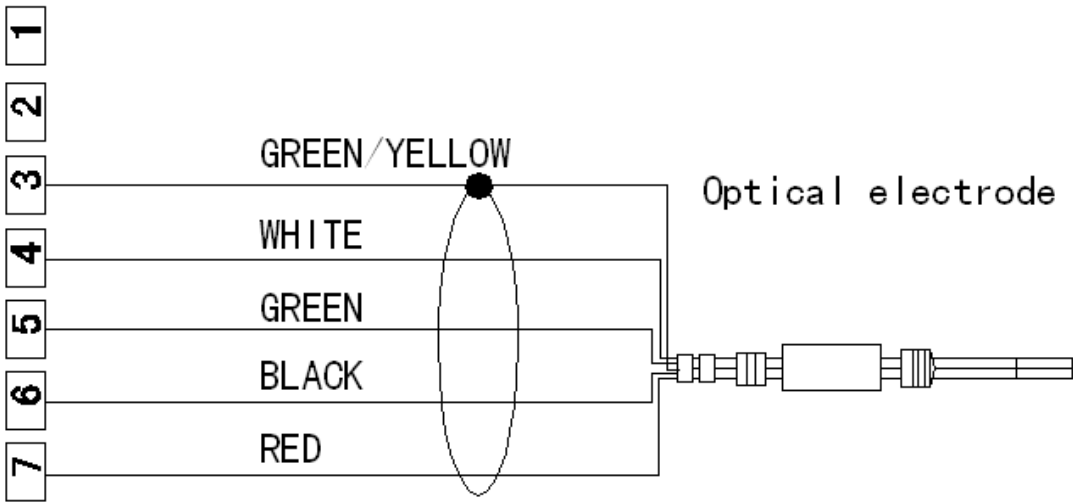 1
2
GREEN/YELLOW
3
Optical electrode
WHITE
4
GREEN
5
BLACK
6
RED
7